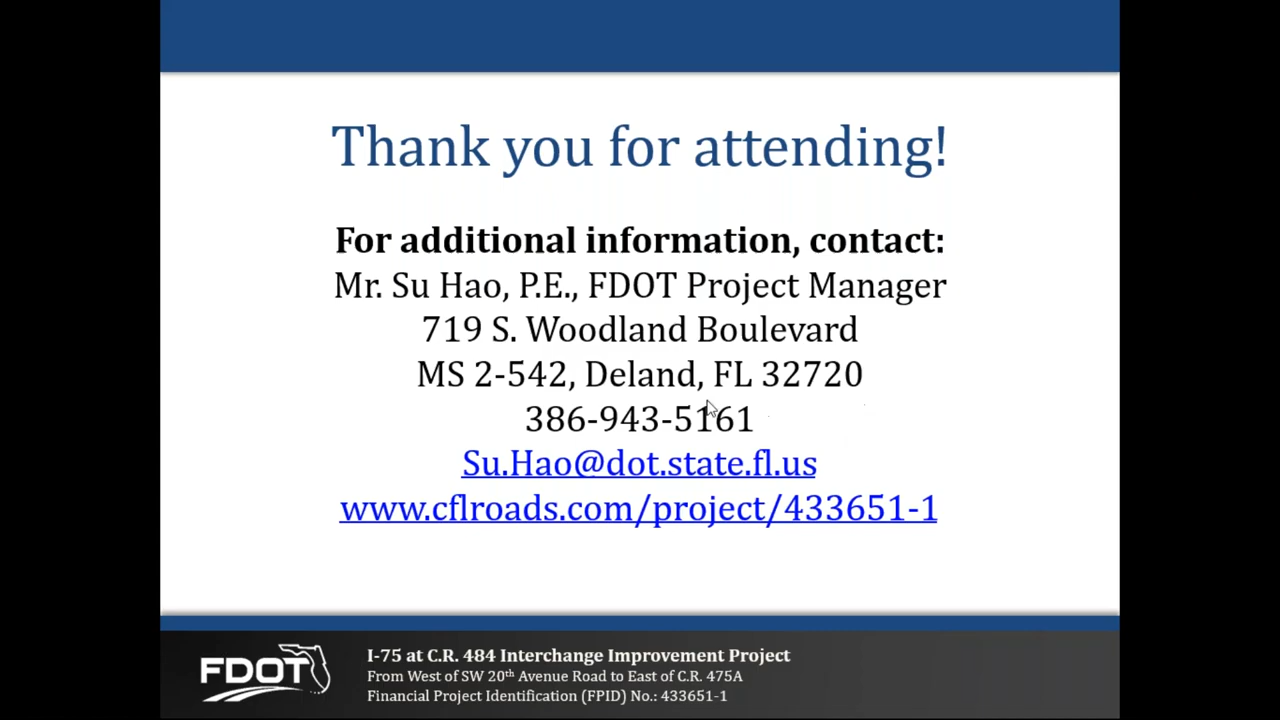 Thank you for attending!
For additional information, contact:
Mr. Su Hao, P.E., FDOT Project Manager
719 S. Woodland Boulevard
MS 2-542, Deland, FL 32720
386-943-5161
Su.Hao@dot.state.fl.us
www.cflroads.com/project/433651-1
FDOT
I-75 at C.R. 484 Interchange Improvement Project
From West of SW 20th Avenue Road to East of C.R. 475A
Financial Project Identification (FPID) No.: 433651-1